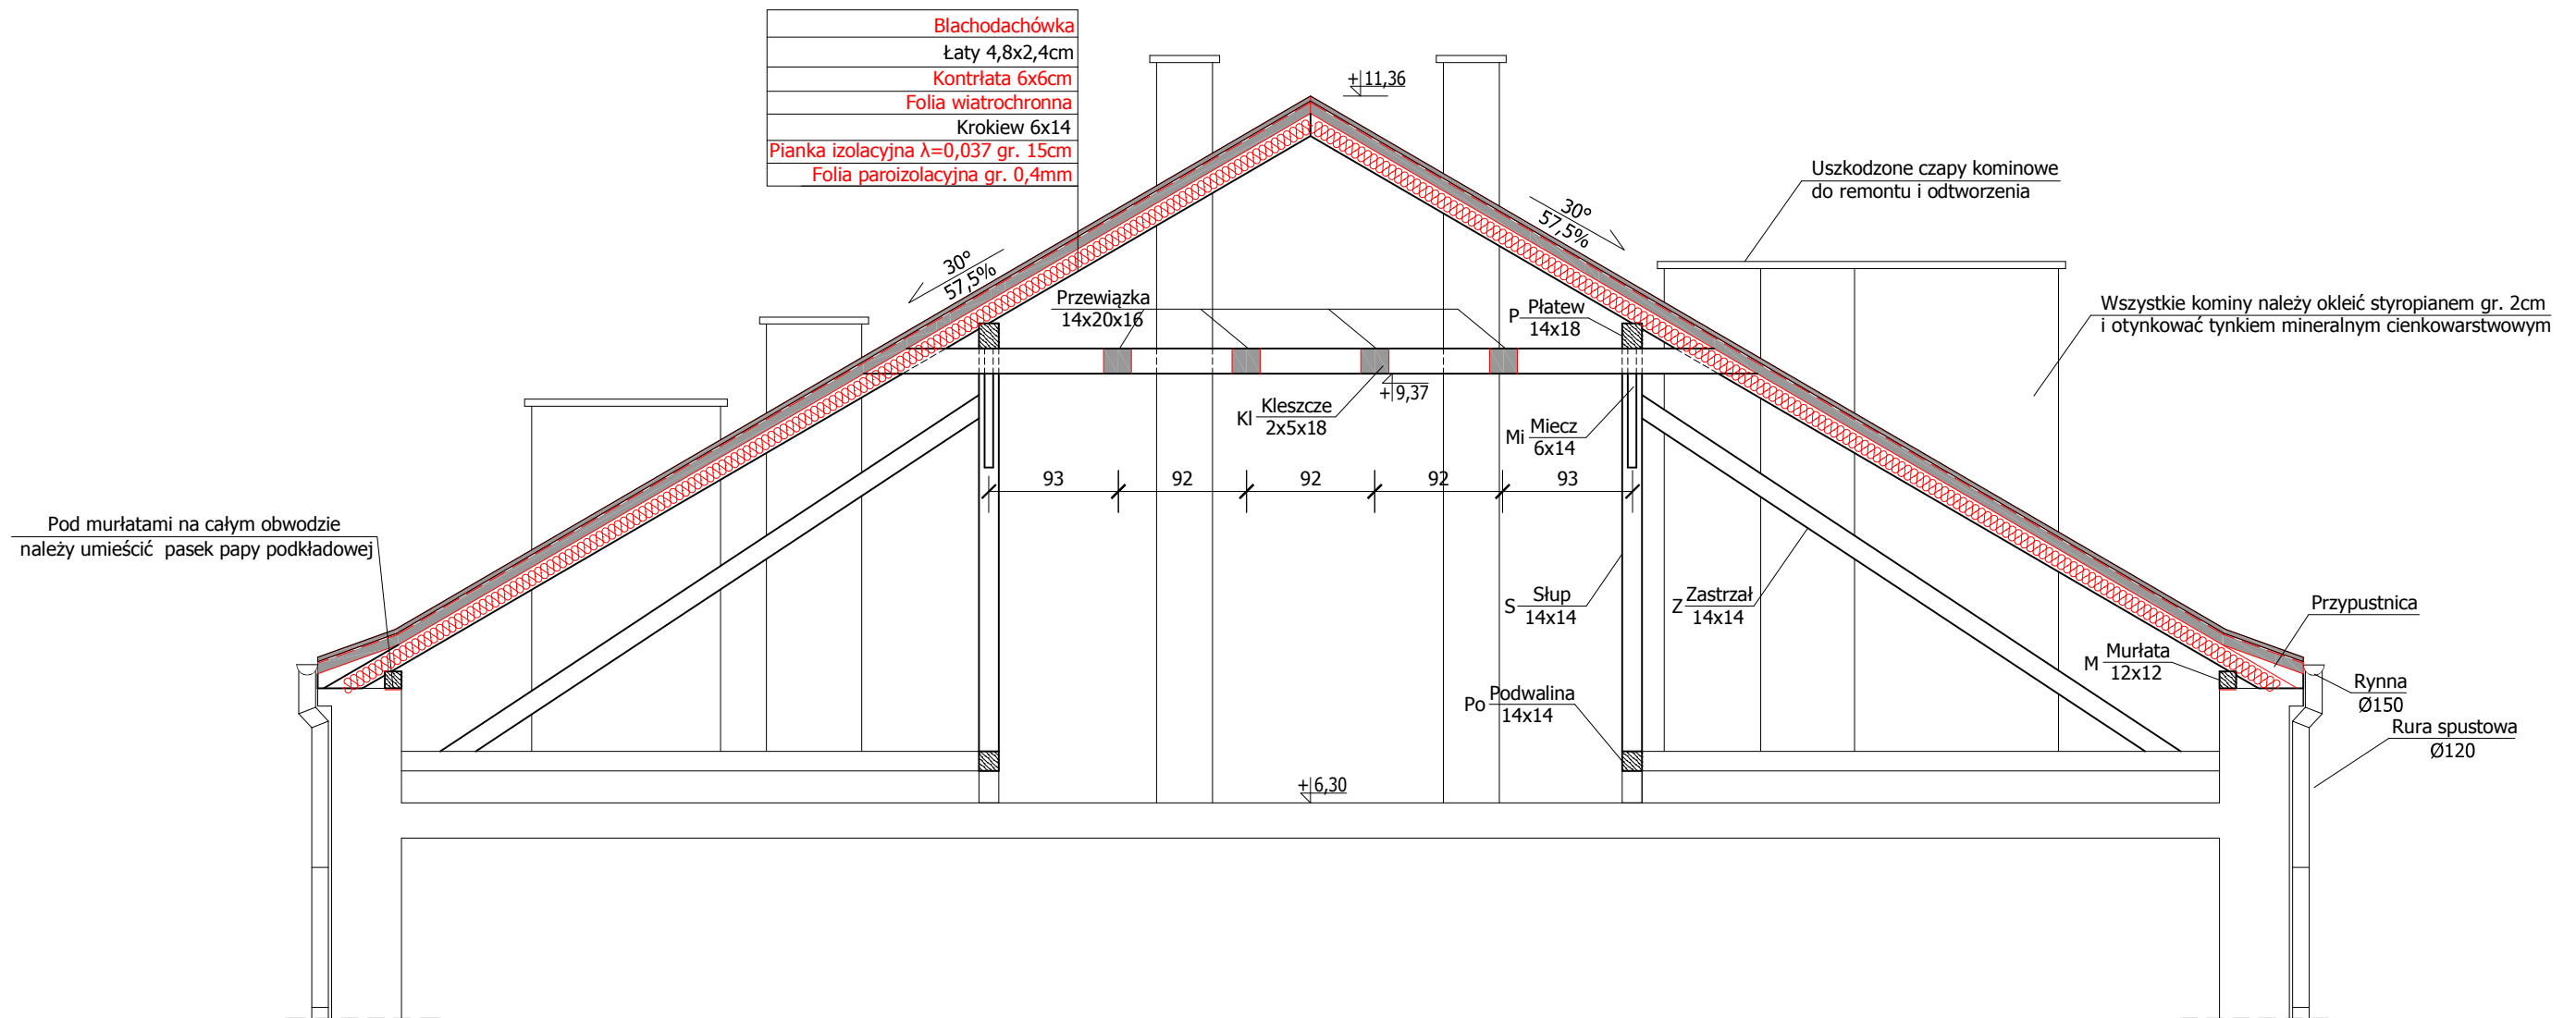 Blachodachówka
Łaty 4,8x2,4cm
Kontrłata 6x6cm
Folia wiatrochronna
Krokiew 6x14
Pianka izolacyjna λ=0,037 gr. 15cm
Folia paroizolacyjna gr. 0,4mm
+11,36
Uszkodzone czapy kominowe
do remontu i odtworzenia
30°
57,5%
30°
57,5%
Przewiązka
14x20x16
P Płatew
14x18
Wszystkie kominy należy okleić styropianem gr. 2cm
i otynkować tynkiem mineralnym cienkowarstwowym
+9,37
Kl Kleszcze
2x5x18
Mi Miecz
6x14
93 92 92 92 93
Pod murłatami na całym obwodzie
należy umieścić pasek papy podkładowej
S Słup
14x14
Z Zastrzał
14x14
Przypustnica
M Murłata
12x12
Rynna
Ø150
Po Podwalina
14x14
Rura spustowa
Ø120
+6,30